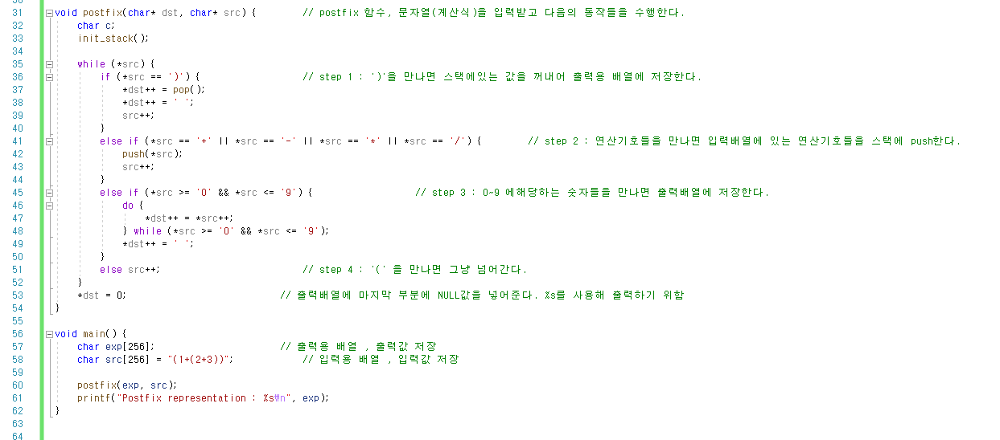 30
31 void postfix(char* dst, char* src) { // postfix 함수, 문자열(계산식)을 입력받고 다음의 동작들을 수행한다.
32 char c;
33 init_stack();
34
35 while (*src) {
36 if (*src == ')') { // step 1 : ')'을 만나면 스택에있는 값을 꺼내어 출력용 배열에 저장한다.
37 *dst++ = pop();
38 *dst++ = ' ';
39 src++;
40 }
41 else if (*src == '+' || *src == '-' || *src == '*' || *src == '/') { // step 2 : 연산기호들을 만나면 입력배열에 있는 연산기호들을 스택에 push한다.
42 push(*src);
43 src++;
44 }
45 else if (*src >= '0' && *src <= '9') { // step 3 : 0~9 에해당하는 숫자들을 만나면 출력배열에 저장한다.
46 do {
47 *dst++ = *src++;
48 } while (*src >= '0' && *src <= '9');
49 *dst++ = ' ';
50 }
51 else src++; // step 4 : '(' 을 만나면 그냥 넘어간다.
52 }
53 *dst = 0; // 출력배열에 마지막 부분에 NULL값을 넣어준다. %s를 사용해 출력하기 위함
54 }
55
56 void main() {
57 char exp[256]; // 출력용 배열 , 출력값 저장
58 char src[256] = "(1+(2*3))"; // 입력용 배열 , 입력값 저장
59
60 postfix(exp, src);
61 printf("Postfix representation : %s₩n", exp);
62 }
63
64